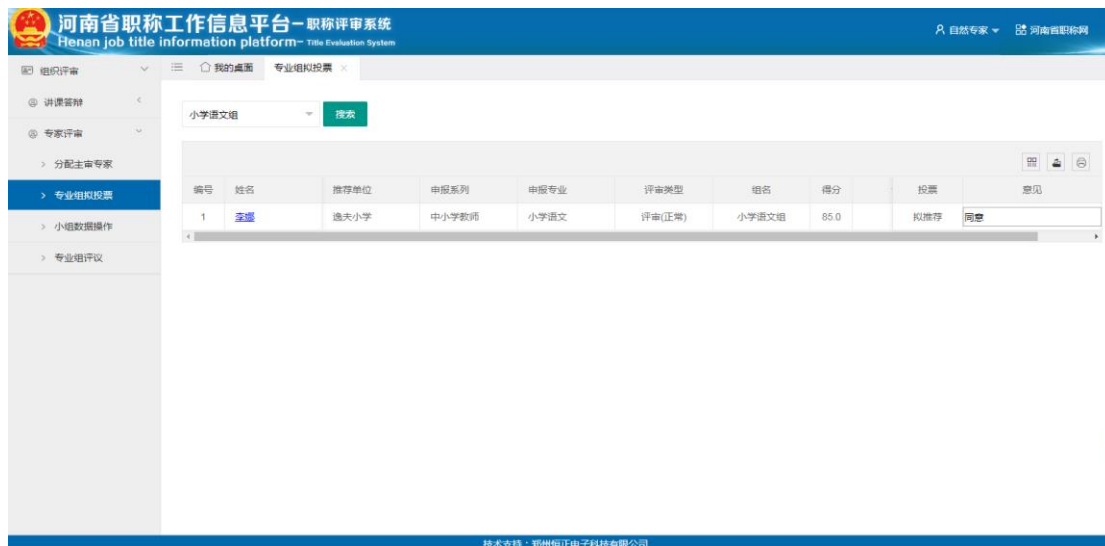 河南省职称工作信息平台-职称评审系统
Henan job title information platform- Title Evaluation System
自然专家 河南省职称网
组织评审
我的桌面 专业组拟投票
讲课答辩
小学语文组 搜索
专家评审
分配主审专家
专业组拟投票
编号 姓名 推荐单位 申报系列 申报专业 评审类型 组名 得分 投票 意见
1 李娜 逸夫小学 中小学教师 小学语文 评审(正常) 小学语文组 85.0 拟推荐 同意
小组数据操作
专业组评议
技术支持：郑州恒正电子科技有限公司